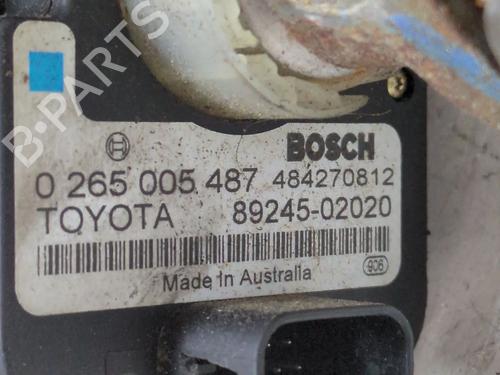 B-PARTS
BOSCH
0 265 005 487 484270812
TOYOTA 89245-02020
Made In Australia
906